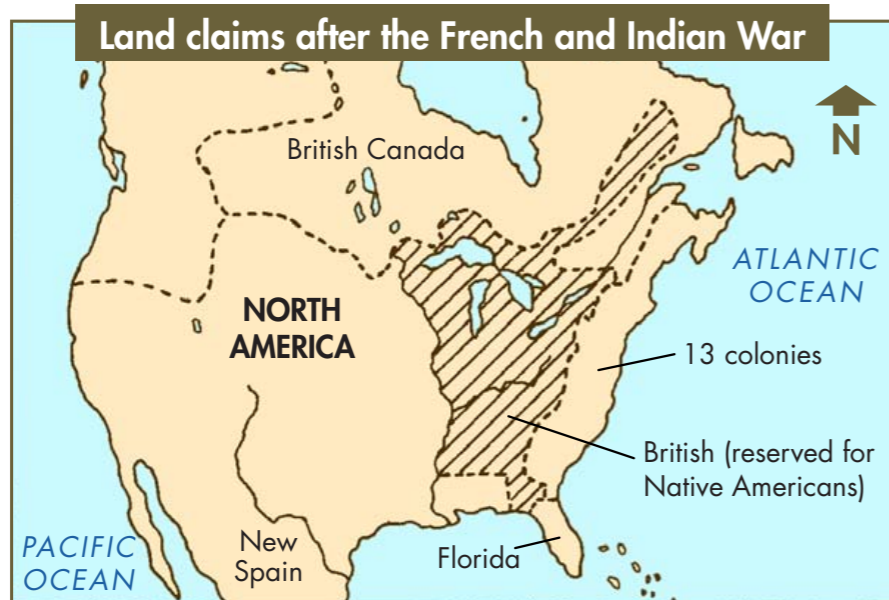 Land claims after the French and Indian War
N
British Canada
ATLANTIC
OCEAN
NORTH
AMERICA
13 colonies
British (reserved for
Native Americans)
PACIFIC
OCEAN
New
Spain
Florida